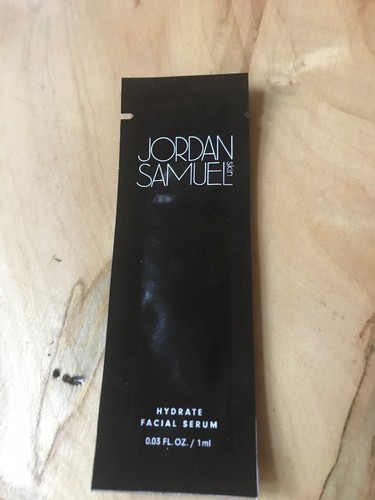 JORDAN
SAMUEL skin
HYDRATE
FACIAL SERUM
0.03 FL. OZ. / 1ml